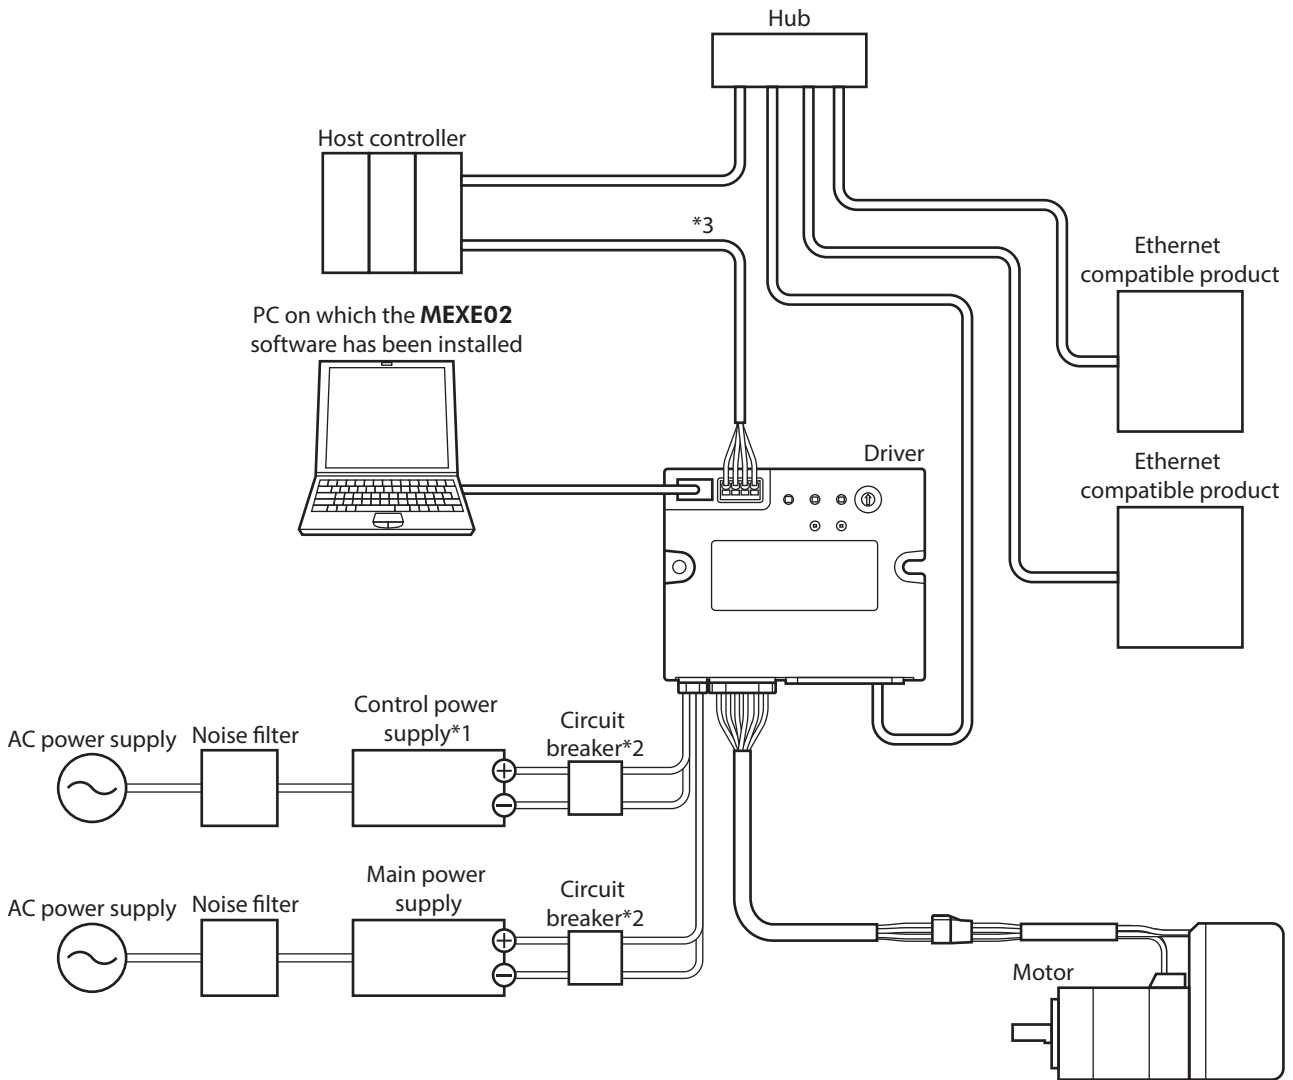 Hub
Host controller
*3
Ethernet
compatible product
PC on which the MEXE02
software has been installed
Driver
Ethernet
compatible product
Control power
supply*1
Circuit
breaker*2
AC power supply
Noise filter
Main power
supply
Circuit
breaker*2
AC power supply
Noise filter
Motor